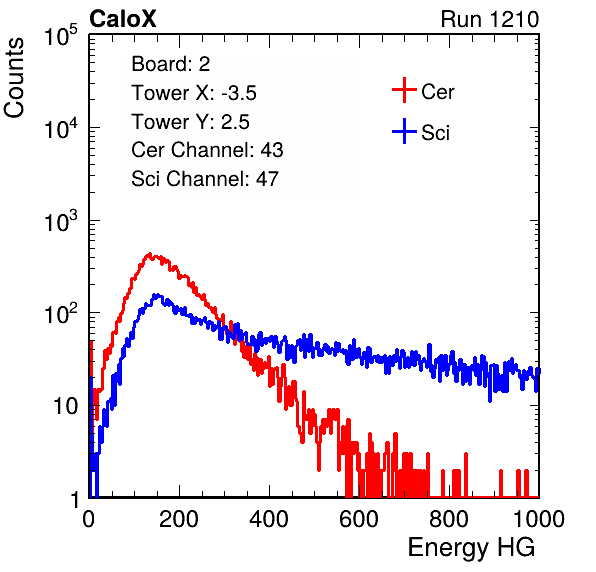 CaloX Run 1210
Counts
10^5
10^4
10^3
10^2
10
1
Board: 2
Tower X: -3.5
Tower Y: 2.5
Cer Channel: 43
Sci Channel: 47
Cer
Sci
0 200 400 600 800 1000
Energy HG